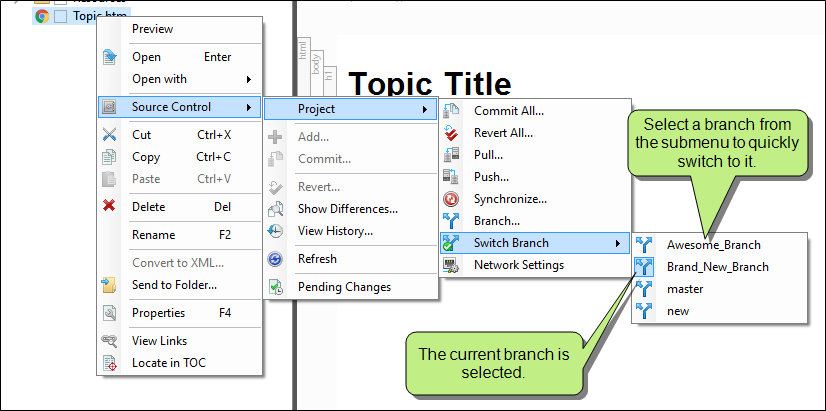 Topic.htm
Preview
Open Enter
Open with
Source Control
Cut Ctrl+X
Copy Ctrl+C
Paste Ctrl+V
Delete Del
Rename F2
Convert to XML...
Send to Folder...
Properties F4
View Links
Locate in TOC
Project
Add...
Commit...
Revert...
Show Differences...
View History...
Refresh
Pending Changes
html
body
h1
Topic Title
Commit All...
Revert All...
Pull...
Push...
Synchronize...
Branch...
Switch Branch
Network Settings
Select a branch from
the submenu to quickly
switch to it.
Awesome_Branch
Brand_New_Branch
master
new
The current branch is
selected.